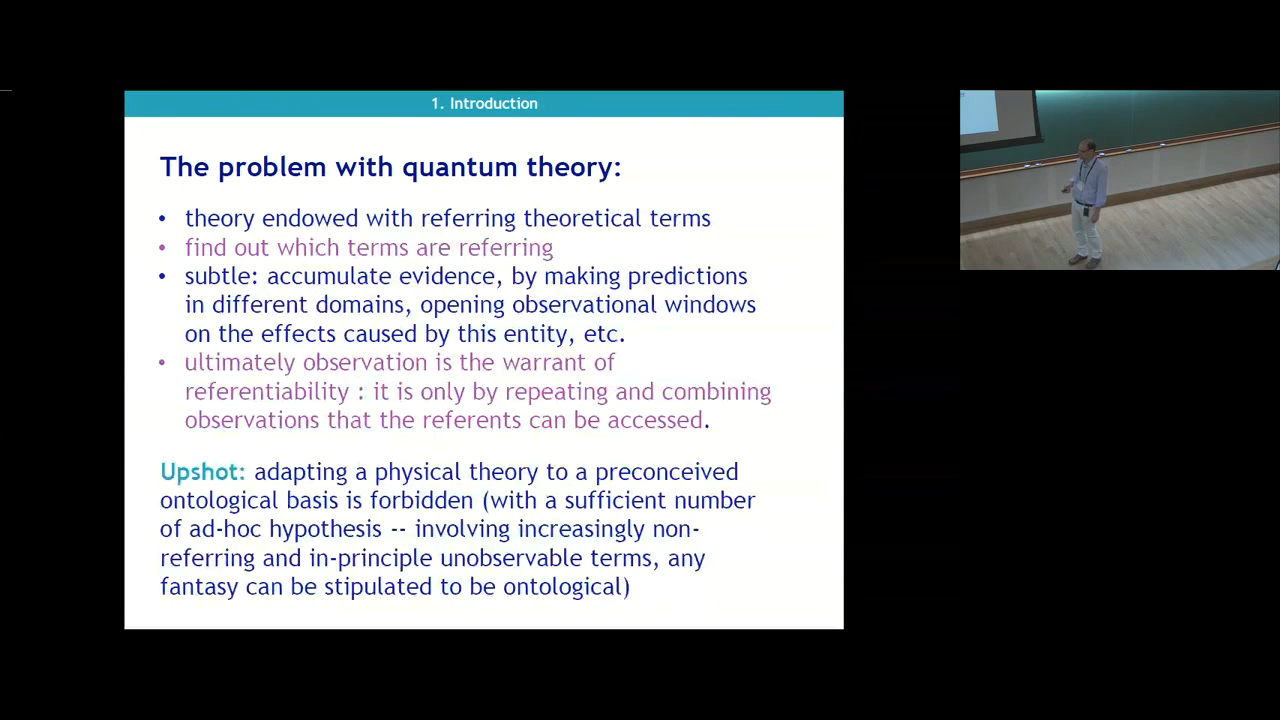 1. Introduction
The problem with quantum theory:
• theory endowed with referring theoretical terms
• find out which terms are referring
• subtle: accumulate evidence, by making predictions
in different domains, opening observational windows
on the effects caused by this entity, etc.
• ultimately observation is the warrant of
referentiability : it is only by repeating and combining
observations that the referents can be accessed.
Upshot: adapting a physical theory to a preconceived
ontological basis is forbidden (with a sufficient number
of ad-hoc hypothesis -- involving increasingly non-
referring and in-principle unobservable terms, any
fantasy can be stipulated to be ontological)